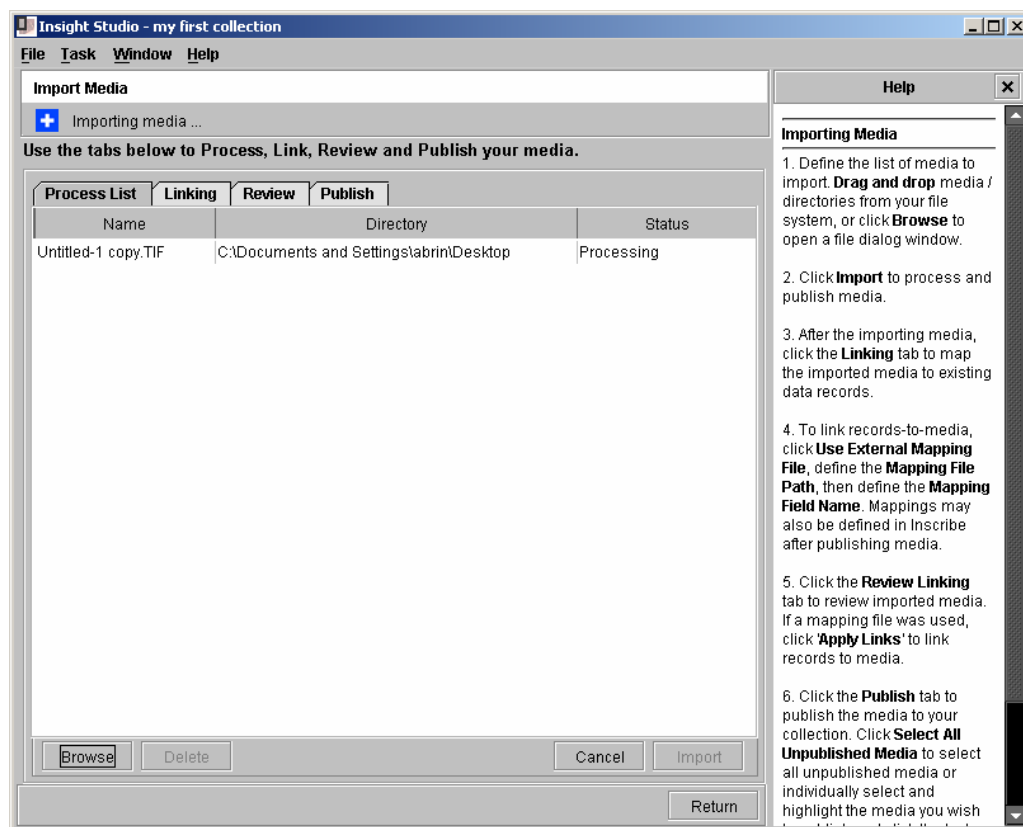 Insight Studio - my first collection
File Task Window Help
Import Media
Importing media ...
Use the tabs below to Process, Link, Review and Publish your media.
Process List Linking Review Publish
Name Directory Status
Untitled-1 copy.TIF C:\Documents and Settings\abrin\Desktop Processing
Browse Delete Cancel Import
Return
Help
Importing Media
1. Define the list of media to
import. Drag and drop media /
directories from your file
system, or click Browse to
open a file dialog window.
2. Click Import to process and
publish media.
3. After the importing media,
click the Linking tab to map
the imported media to existing
data records.
4. To link records-to-media,
click Use External Mapping
File, define the Mapping File
Path, then define the Mapping
Field Name. Mappings may
also be defined in Inscribe
after publishing media.
5. Click the Review Linking
tab to review imported media.
If a mapping file was used,
click 'Apply Links' to link
records to media.
6. Click the Publish tab to
publish the media to your
collection. Click Select All
Unpublished Media to select
all unpublished media or
individually select and
highlight the media you wish